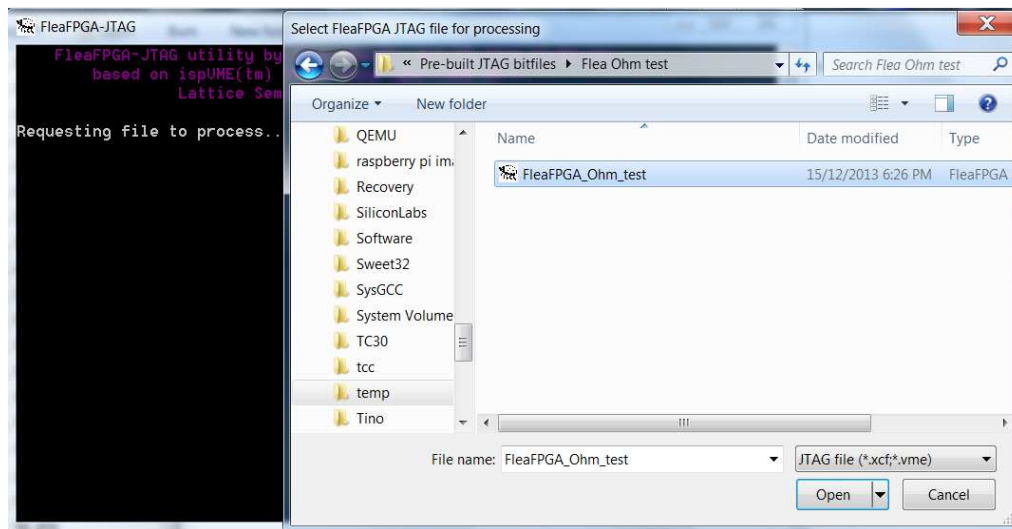 FleaFPGA-JTAG
FleaFPGA-JTAG utility by
based on ispUME(tm)
Lattice Sem
Requesting file to process..
Select FleaFPGA JTAG file for processing
« Pre-built JTAG bitfiles Flea Ohm test
Search Flea Ohm test
Organize New folder
QEMU
raspberry pi ima
Recovery
SiliconLabs
Software
Sweet32
SysGCC
System Volume
TC30
tcc
temp
Tino
Name Date modified Type
FleaFPGA_Ohm_test 15/12/2013 6:26 PM FleaFPGA
File name: FleaFPGA_Ohm_test JTAG file (*.xcf;*.vme)
Open Cancel